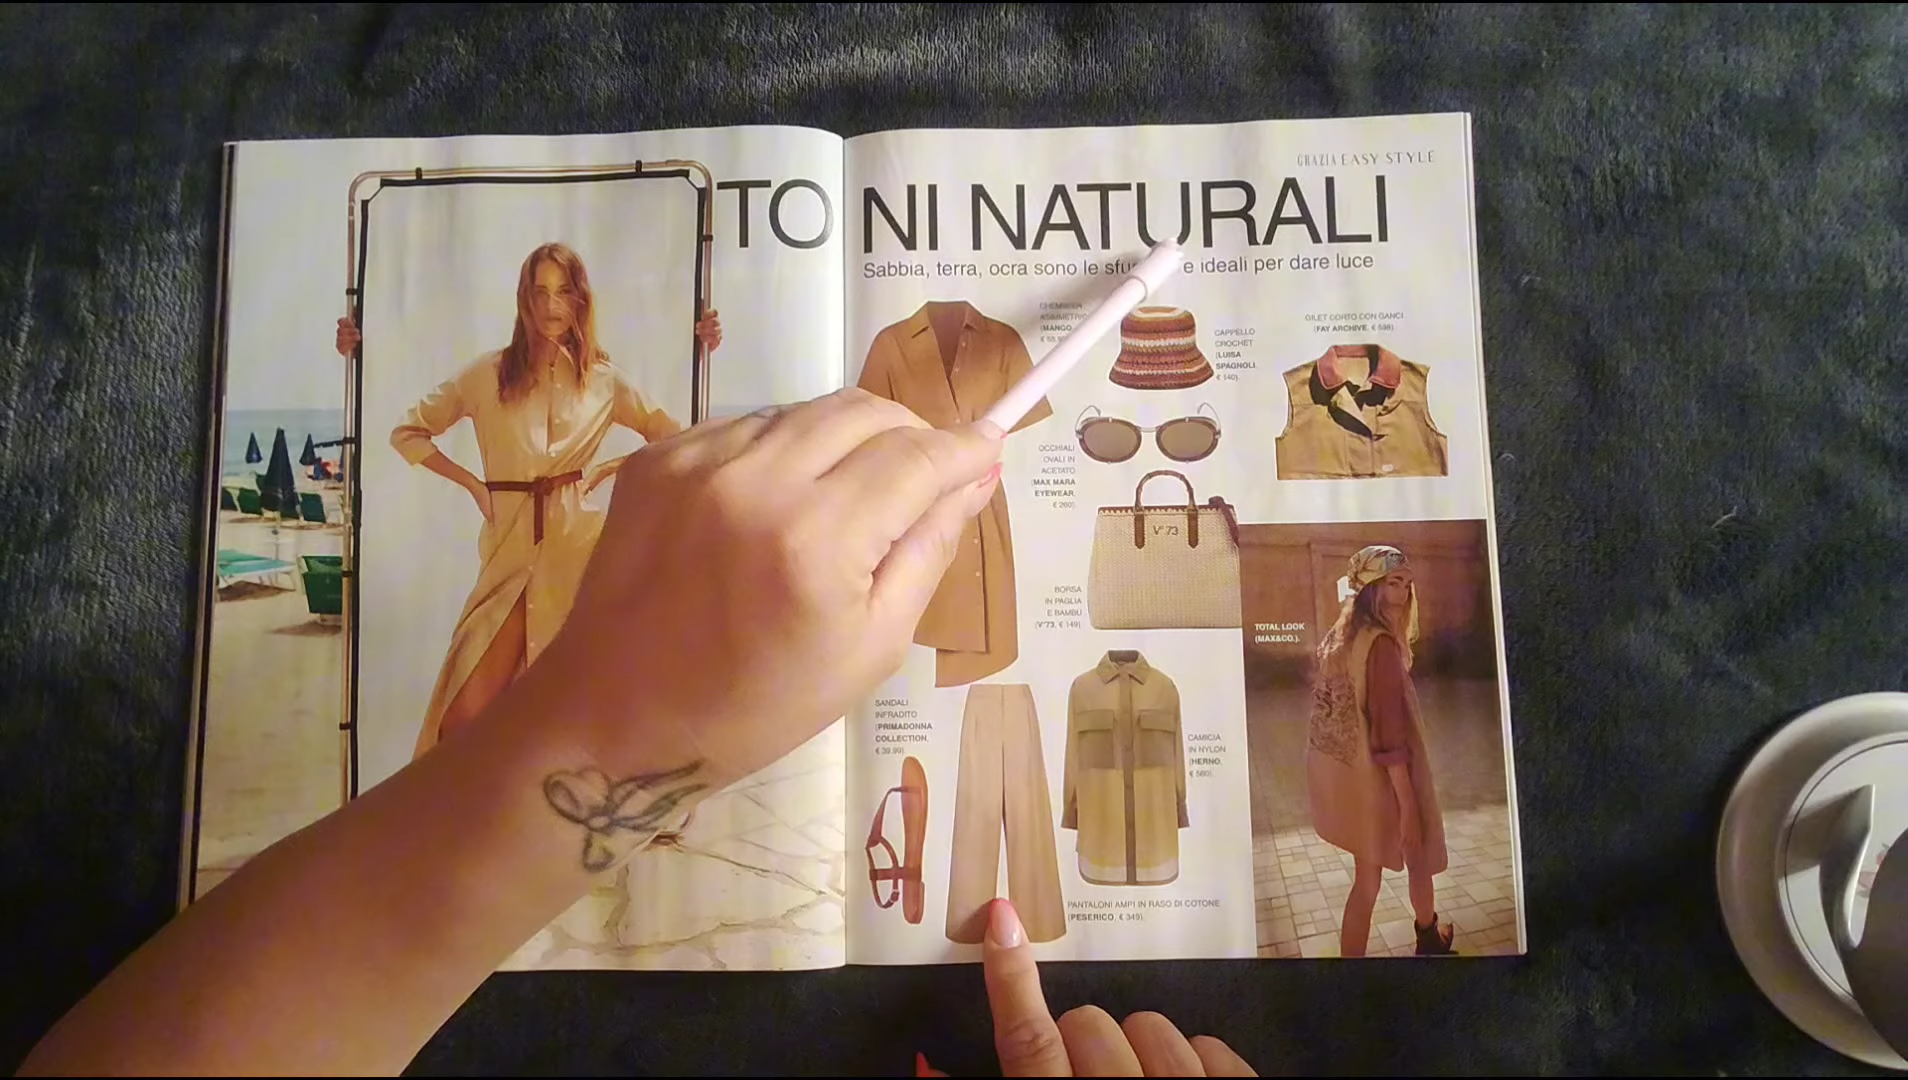 TONI NATURALI
GRAZIA EASY STYLE
Sabbia, terra, ocra sono le e ideali per dare luce
CHEMISIER
(MANGO,
CAPPELLO
CROCHET
(LUISA
SPAGNOLI,
€ 140).
GILET CORTO CON GANCI
(FAY ARCHIVE, € 598).
OCCHIALI
OVALI IN
ACETATO
(MAX MARA
EYEWEAR,
€ 260).
V°73
BORSA
IN PAGLIA
E BAMBU
(V°73, € 149).
TOTAL LOOK
(MAX&CO.).
SANDALI
INFRADITO
(PRIMADONNA
COLLECTION,
€ 39,99).
CAMICIA
IN NYLON
(HERNO,
€ 560).
PANTALONI AMPI IN RASO DI COTONE
(PESERICO, € 349).